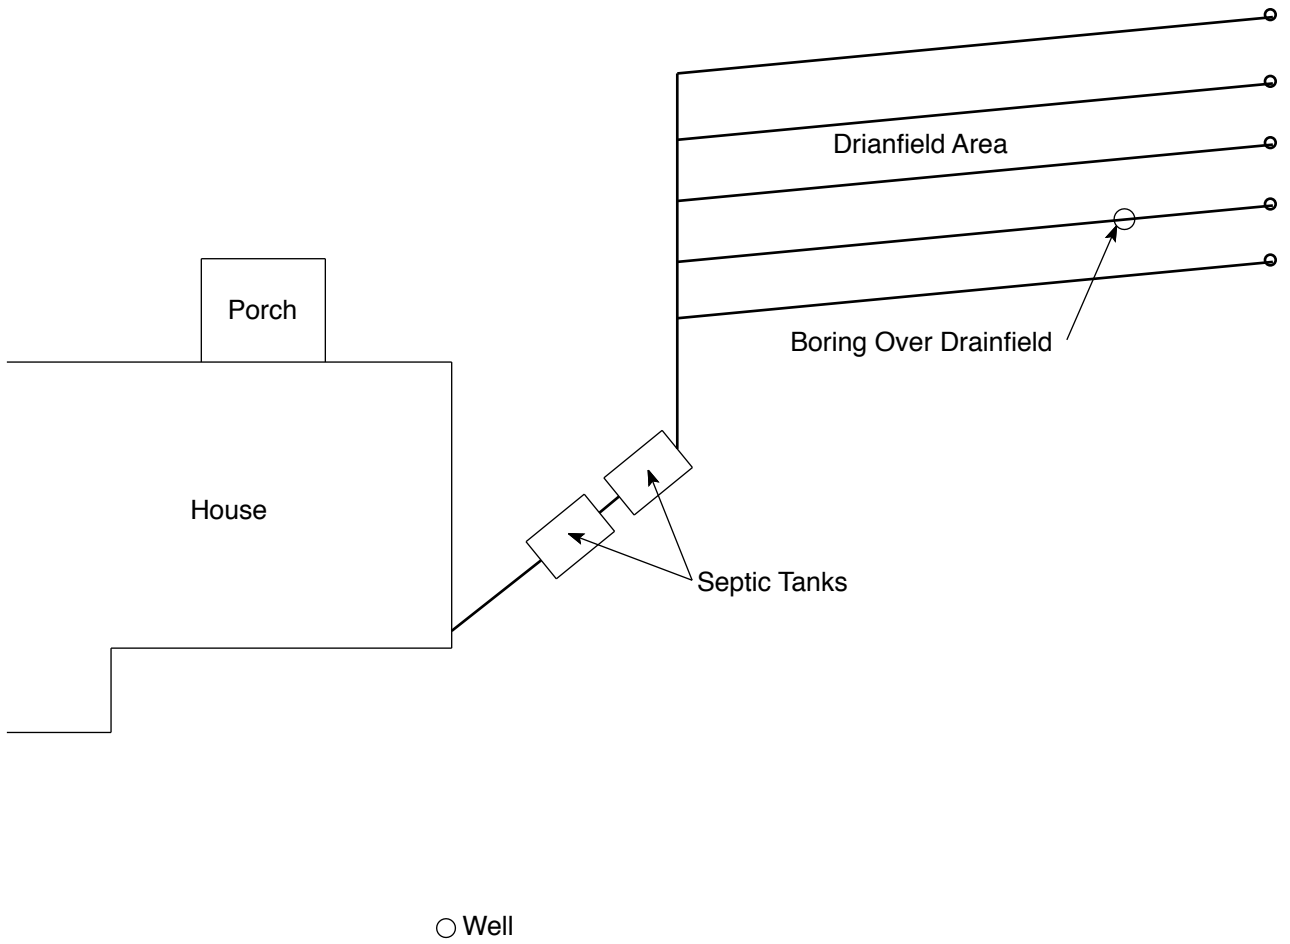 Drianfield Area
Porch
Boring Over Drainfield
House
Septic Tanks
Well